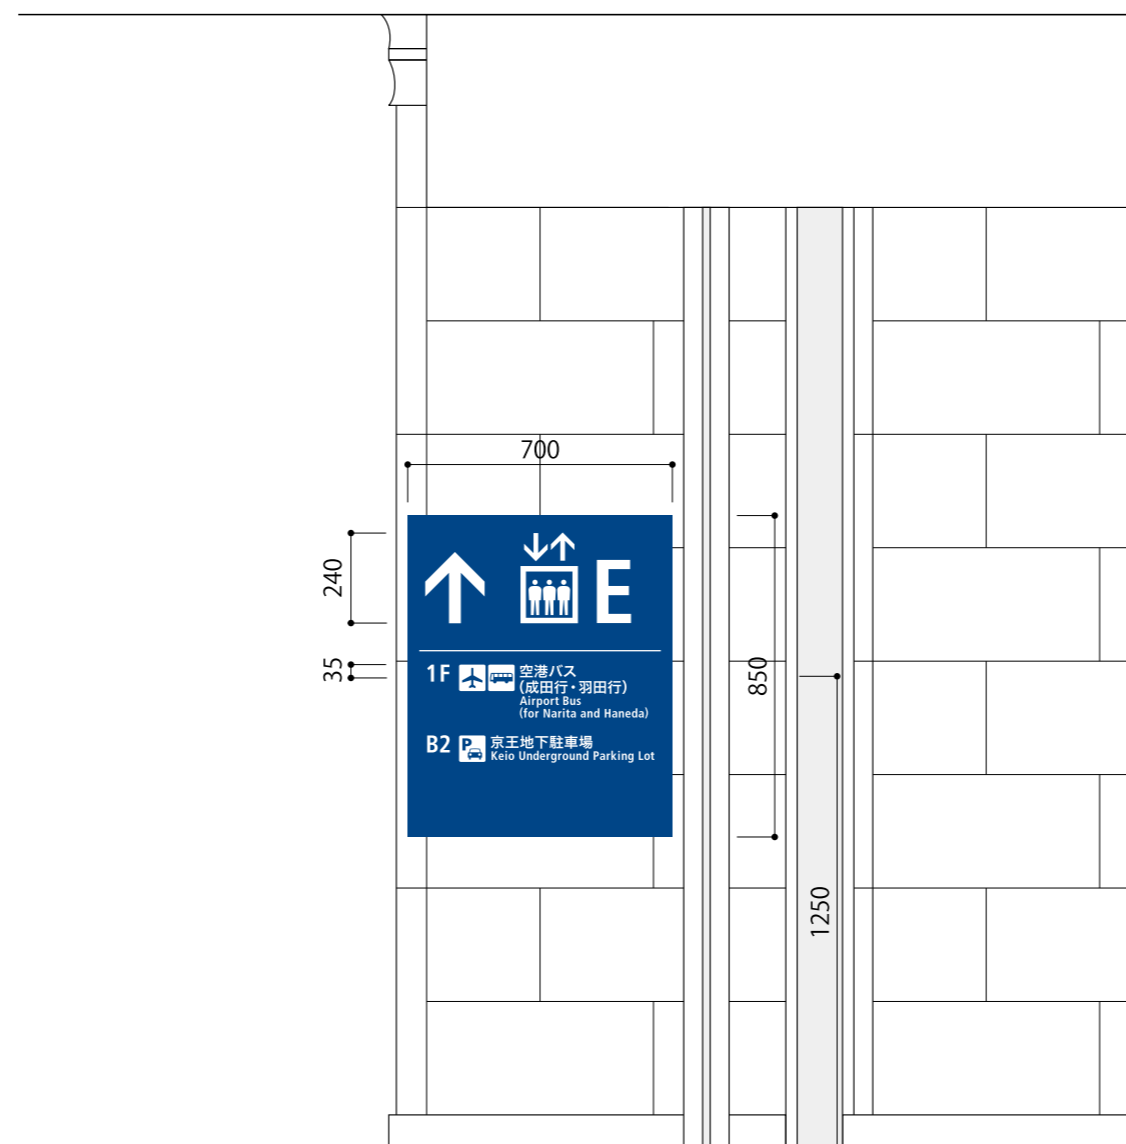 700
240
E
35
1F 空港バス
(成田行・羽田行)
Airport Bus
(for Narita and Haneda)
850
B2 P 京王地下駐車場
Keio Underground Parking Lot
1250